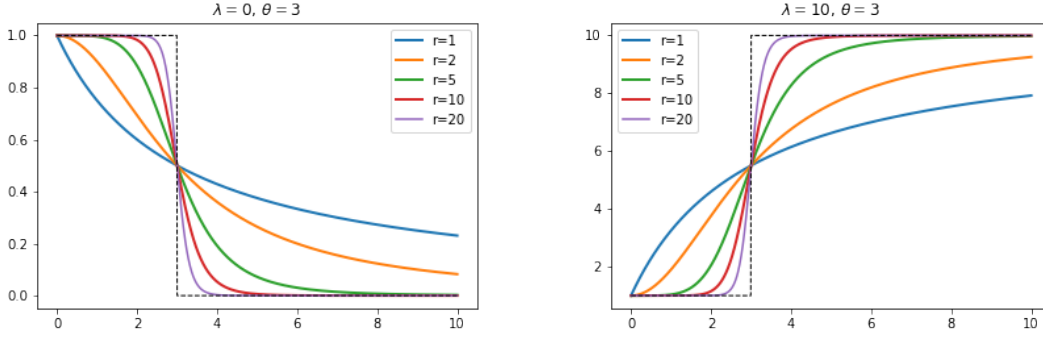 λ = 0, θ = 3
1.0
0.8
0.6
0.4
0.2
0.0
0 2 4 6 8 10
r=1
r=2
r=5
r=10
r=20
λ = 10, θ = 3
10
8
6
4
2
0 2 4 6 8 10
r=1
r=2
r=5
r=10
r=20